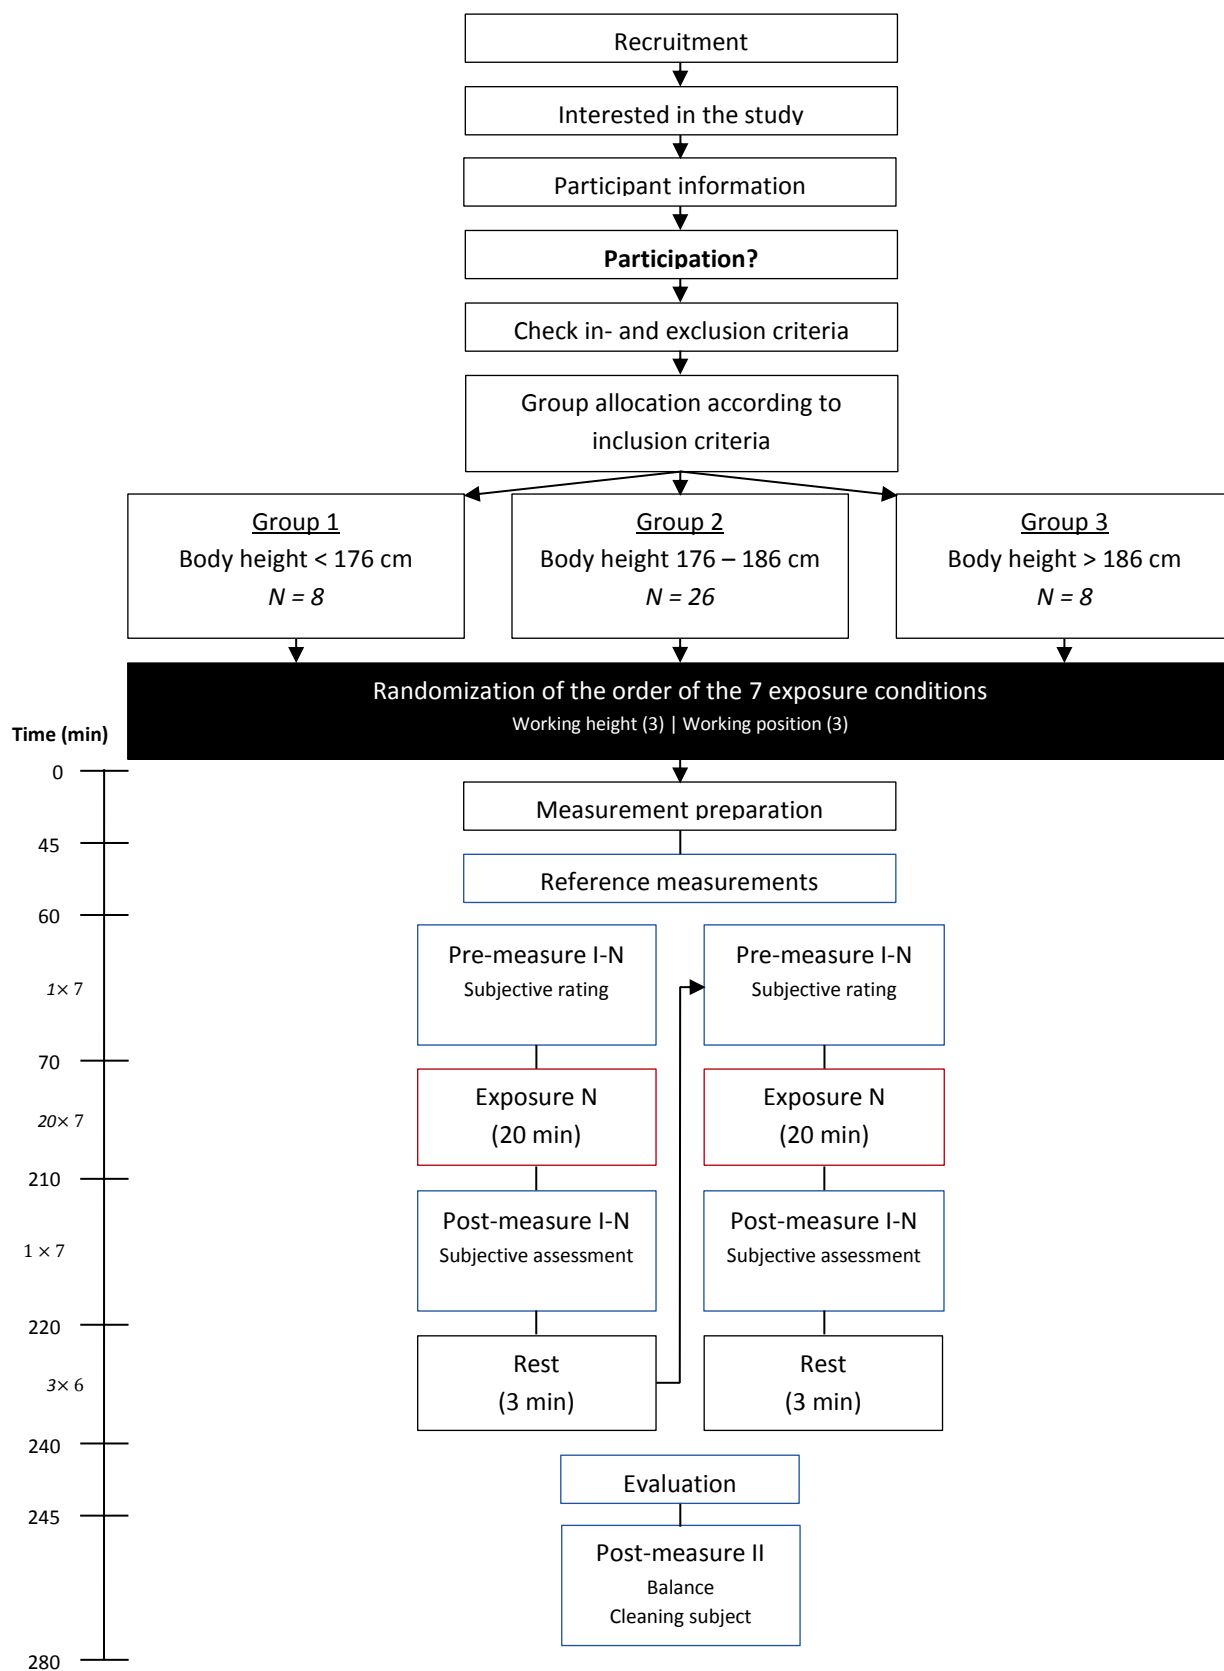 Recruitment
Interested in the study
Participant information
Participation?
Check in- and exclusion criteria
Group allocation according to
inclusion criteria
Group 1
Body height < 176 cm
N = 8
Group 2
Body height 176 – 186 cm
N = 26
Group 3
Body height > 186 cm
N = 8
Randomization of the order of the 7 exposure conditions
Working height (3) | Working position (3)
Time (min)
0
Measurement preparation
45
Reference measurements
60
Pre-measure I-N
Subjective rating
Pre-measure I-N
Subjective rating
1× 7
70
Exposure N
(20 min)
Exposure N
(20 min)
20× 7
210
Post-measure I-N
Subjective assessment
Post-measure I-N
Subjective assessment
1 × 7
220
Rest
(3 min)
Rest
(3 min)
3× 6
240
Evaluation
245
Post-measure II
Balance
Cleaning subject
280